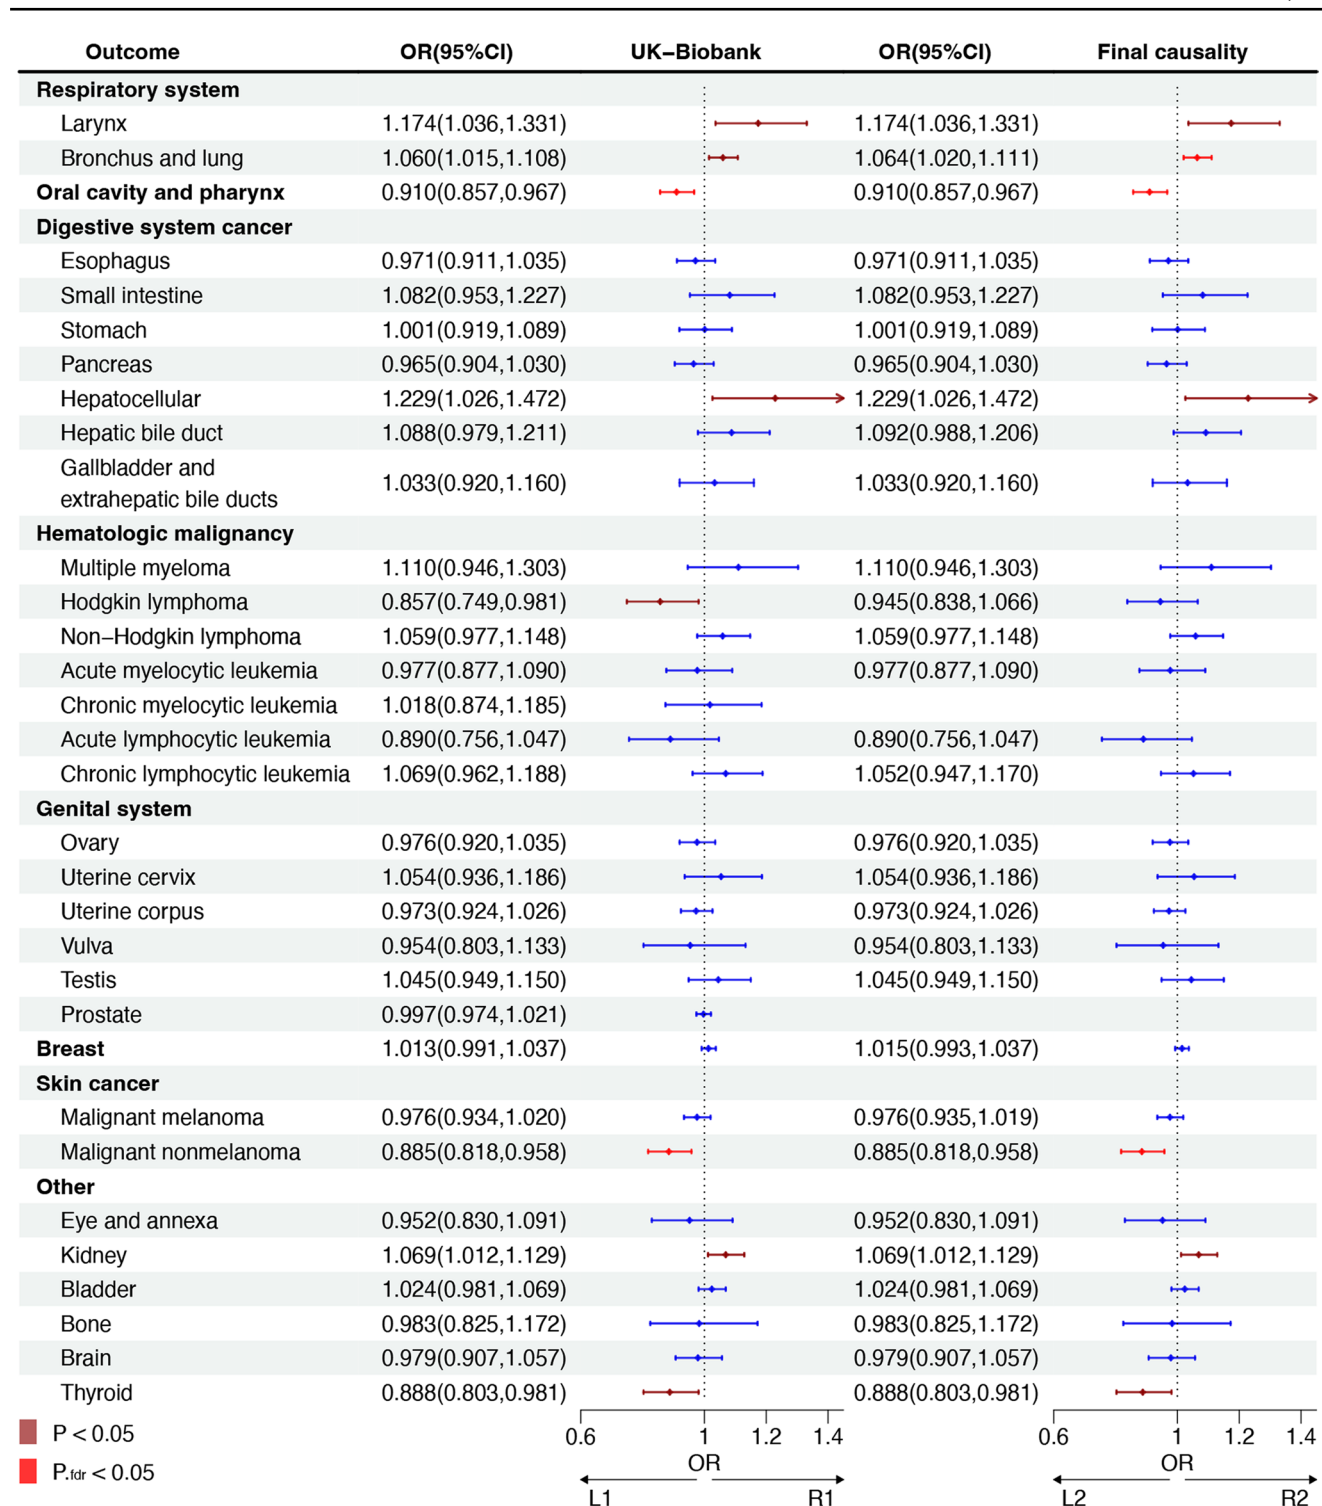 Outcome OR(95%CI) UK−Biobank OR(95%CI) Final causality
Respiratory system
Larynx 1.174(1.036,1.331) 1.174(1.036,1.331)
Bronchus and lung 1.060(1.015,1.108) 1.064(1.020,1.111)
Oral cavity and pharynx 0.910(0.857,0.967) 0.910(0.857,0.967)
Digestive system cancer
Esophagus 0.971(0.911,1.035) 0.971(0.911,1.035)
Small intestine 1.082(0.953,1.227) 1.082(0.953,1.227)
Stomach 1.001(0.919,1.089) 1.001(0.919,1.089)
Pancreas 0.965(0.904,1.030) 0.965(0.904,1.030)
Hepatocellular 1.229(1.026,1.472) 1.229(1.026,1.472)
Hepatic bile duct 1.088(0.979,1.211) 1.092(0.988,1.206)
Gallbladder and
extrahepatic bile ducts 1.033(0.920,1.160) 1.033(0.920,1.160)
Hematologic malignancy
Multiple myeloma 1.110(0.946,1.303) 1.110(0.946,1.303)
Hodgkin lymphoma 0.857(0.749,0.981) 0.945(0.838,1.066)
Non−Hodgkin lymphoma 1.059(0.977,1.148) 1.059(0.977,1.148)
Acute myelocytic leukemia 0.977(0.877,1.090) 0.977(0.877,1.090)
Chronic myelocytic leukemia 1.018(0.874,1.185)
Acute lymphocytic leukemia 0.890(0.756,1.047) 0.890(0.756,1.047)
Chronic lymphocytic leukemia 1.069(0.962,1.188) 1.052(0.947,1.170)
Genital system
Ovary 0.976(0.920,1.035) 0.976(0.920,1.035)
Uterine cervix 1.054(0.936,1.186) 1.054(0.936,1.186)
Uterine corpus 0.973(0.924,1.026) 0.973(0.924,1.026)
Vulva 0.954(0.803,1.133) 0.954(0.803,1.133)
Testis 1.045(0.949,1.150) 1.045(0.949,1.150)
Prostate 0.997(0.974,1.021)
Breast 1.013(0.991,1.037) 1.015(0.993,1.037)
Skin cancer
Malignant melanoma 0.976(0.934,1.020) 0.976(0.935,1.019)
Malignant nonmelanoma 0.885(0.818,0.958) 0.885(0.818,0.958)
Other
Eye and annexa 0.952(0.830,1.091) 0.952(0.830,1.091)
Kidney 1.069(1.012,1.129) 1.069(1.012,1.129)
Bladder 1.024(0.981,1.069) 1.024(0.981,1.069)
Bone 0.983(0.825,1.172) 0.983(0.825,1.172)
Brain 0.979(0.907,1.057) 0.979(0.907,1.057)
Thyroid 0.888(0.803,0.981) 0.888(0.803,0.981)
P < 0.05 0.6 1 1.2 1.4 0.6 1 1.2 1.4
OR OR
P.fdr < 0.05
L1 R1 L2 R2